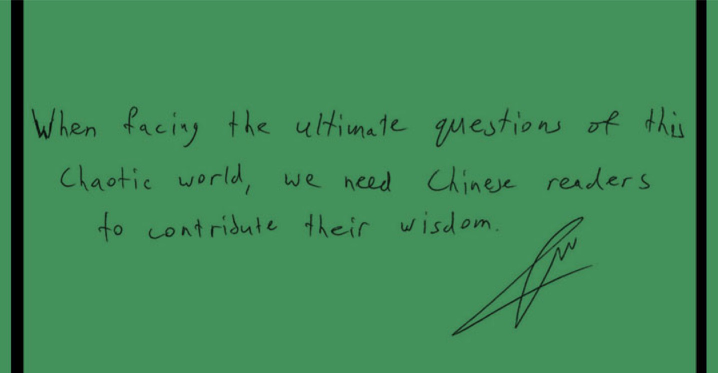 When facing the ultimate questions of this
Chaotic world, we need Chinese readers
to contribute their wisdom.